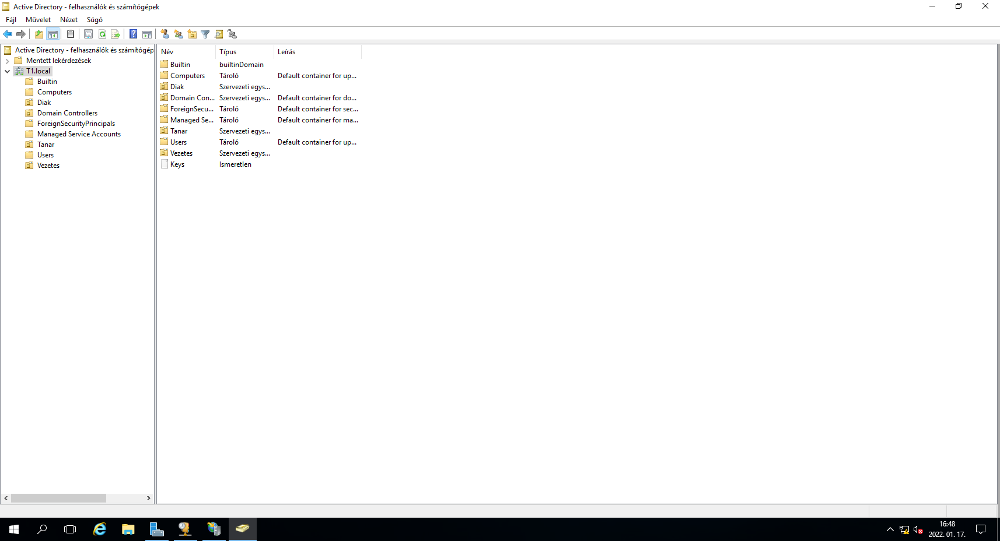 Active Directory - felhasználók és számítógépek
Fájl Művelet Nézet Súgó
Active Directory - felhasználók és számítógép
Mentett lekérdezések
T1.local
Builtin
Computers
Diak
Domain Controllers
ForeignSecurityPrincipals
Managed Service Accounts
Tanar
Users
Vezetes
Név Típus Leírás
Builtin builtinDomain
Computers Tároló Default container for up...
Diak Szervezeti egys...
Domain Con... Szervezeti egys... Default container for do...
ForeignSecu... Tároló Default container for sec...
Managed Se... Tároló Default container for ma...
Tanar Szervezeti egys...
Users Tároló Default container for up...
Vezetes Szervezeti egys...
Keys Ismeretlen
16:48
2022. 01. 17.